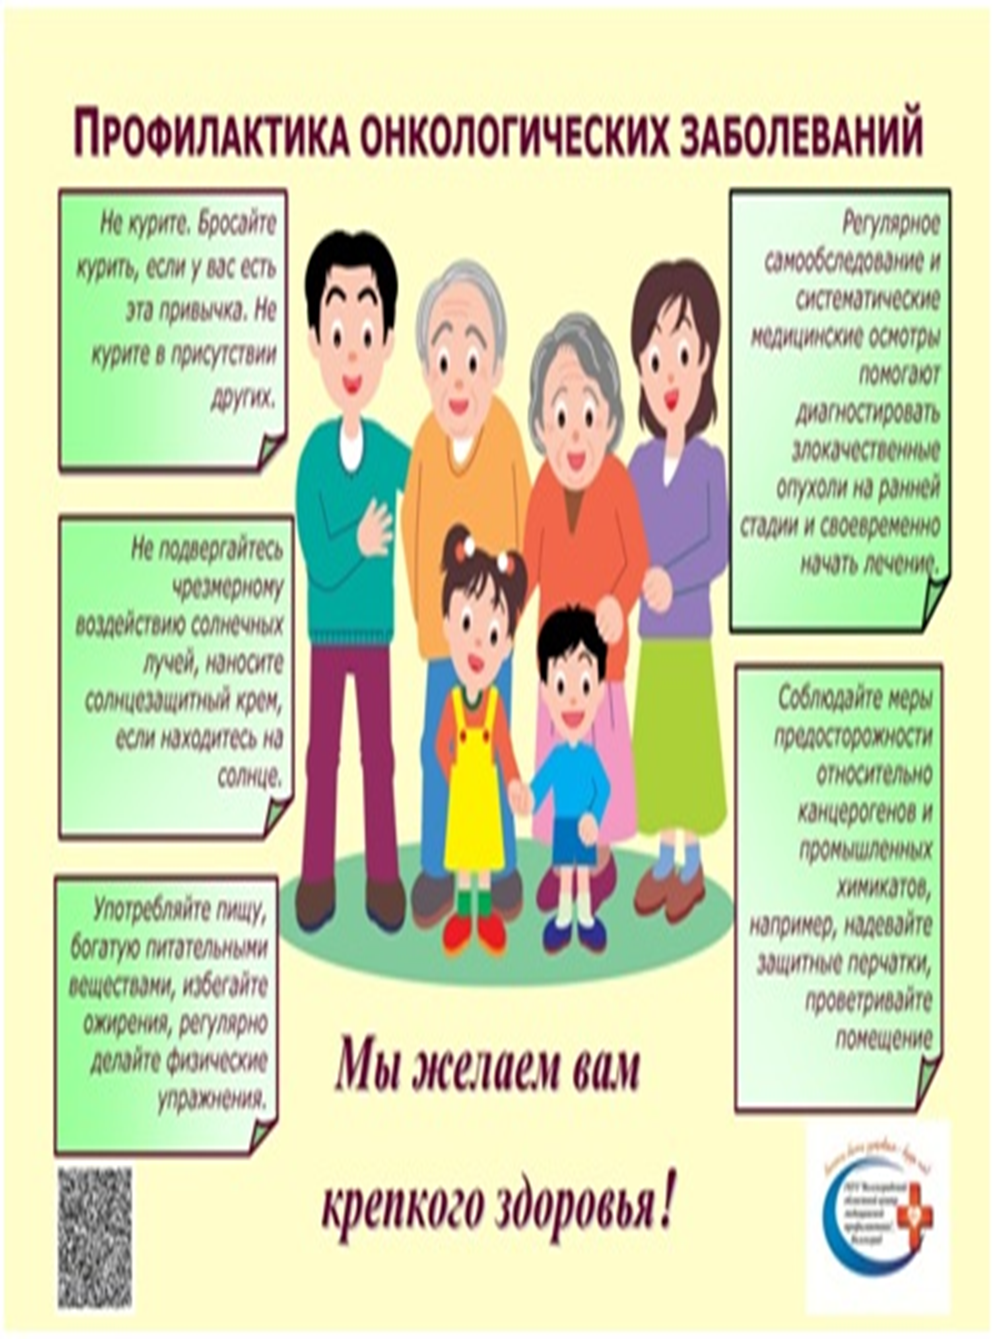 ПРОФИЛАКТИКА ОНКОЛОГИЧЕСКИХ ЗАБОЛЕВАНИЙ
Не курите. Бросайте
курить, если у вас есть
эта привычка. Не
курите в присутствии
других.
Не подвергайтесь
чрезмерному
воздействию солнечных
лучей, наносите
солнцезащитный крем,
если находитесь на
солнце.
Употребляйте пищу,
богатую питательными
веществами, избегайте
ожирения, регулярно
делайте физические
упражнения.
Регулярное
самообследование и
систематические
медицинские осмотры
помогают
диагностировать
злокачественные
опухоли на ранней
стадии и своевременно
начать лечение.
Соблюдайте меры
предосторожности
относительно
канцерогенов и
промышленных
химикатов,
например, надевайте
защитные перчатки,
проветривайте
помещение
Мы желаем вам
крепкого здоровья!